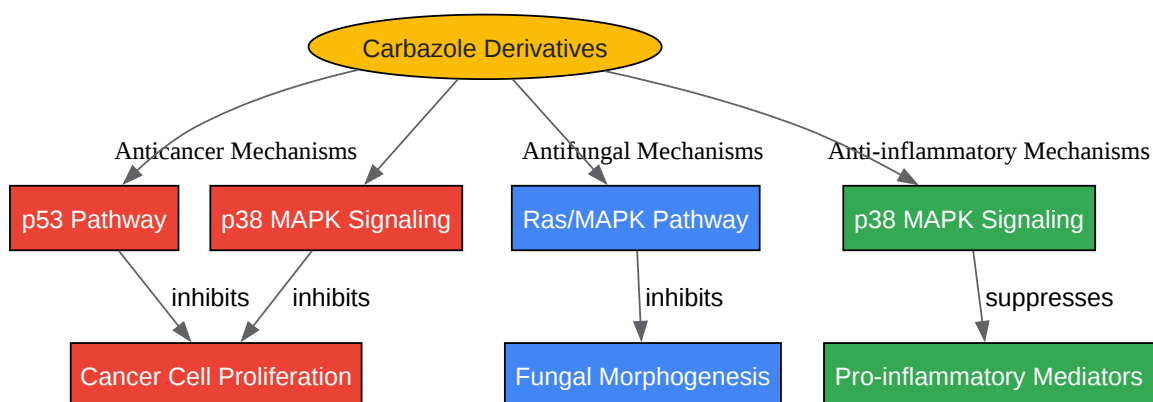 Carbazole Derivatives
Anticancer Mechanisms
Antifungal Mechanisms
Anti-inflammatory Mechanisms
p53 Pathway
p38 MAPK Signaling
Ras/MAPK Pathway
p38 MAPK Signaling
inhibits
inhibits
inhibits
suppresses
Cancer Cell Proliferation
Fungal Morphogenesis
Pro-inflammatory Mediators